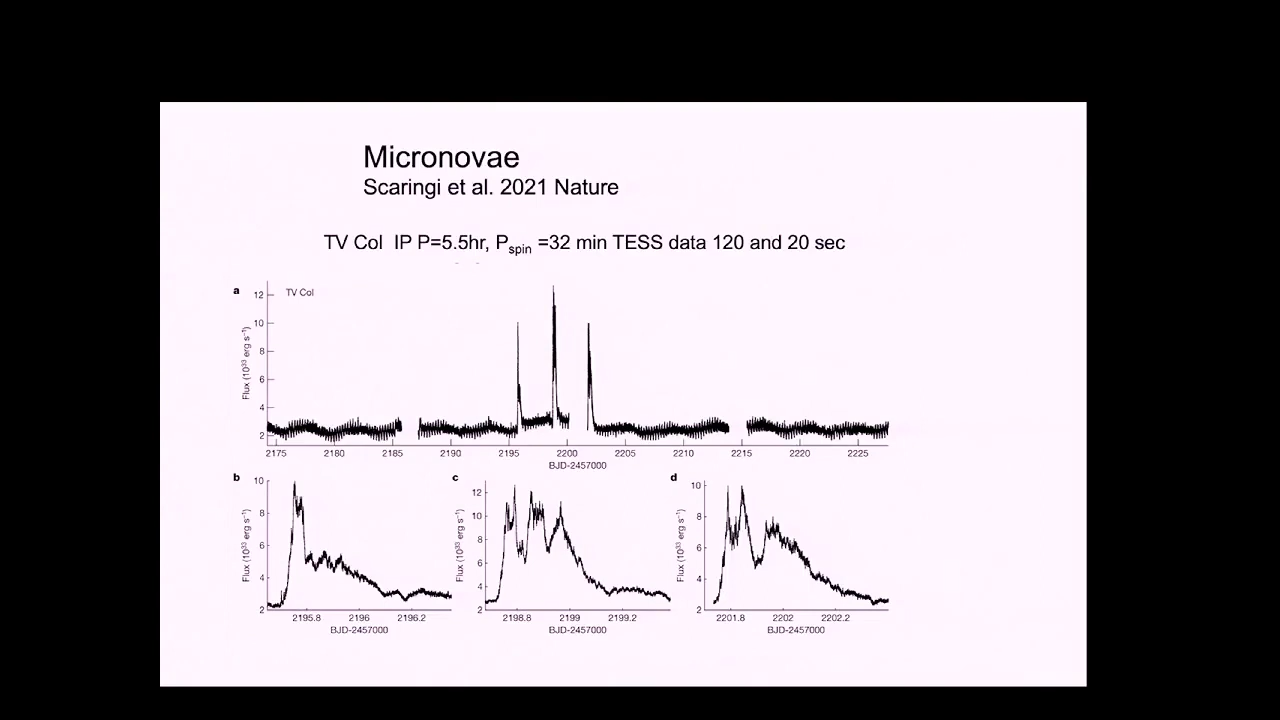 Micronovae
Scaringi et al. 2021 Nature
TV Col IP P=5.5hr, Pspin =32 min TESS data 120 and 20 sec
a
TV Col
Flux (10³³ erg s⁻¹)
12
10
8
6
4
2
2175 2180 2185 2190 2195 2200 2205 2210 2215 2220 2225
BJD-2457000
b
Flux (10³³ erg s⁻¹)
10
8
6
4
2
2195.8 2196 2196.2
BJD-2457000
c
Flux (10³³ erg s⁻¹)
12
10
8
6
4
2
2198.8 2199 2199.2
BJD-2457000
d
Flux (10³³ erg s⁻¹)
10
8
6
4
2
2201.8 2202 2202.2
BJD-2457000